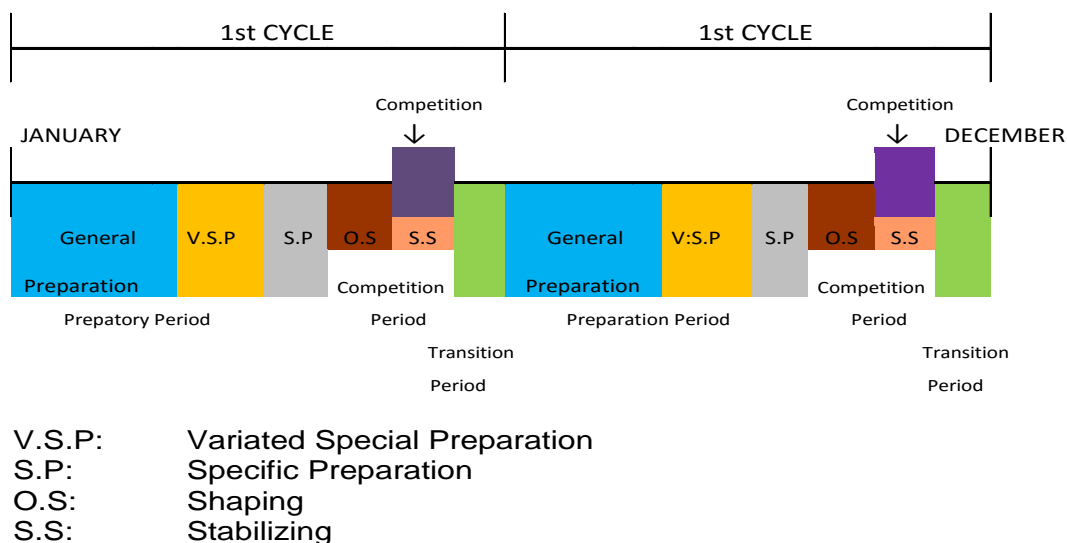 1st CYCLE 1st CYCLE
Competition Competition
JANUARY DECEMBER
General V.S.P S.P O.S S.S General V:S.P S.P O.S S.S
Preparation Competition Preparation Competition
Prepatory Period Period Preparation Period Period
Transition Transition
Period Period
V.S.P: Variated Special Preparation
S.P: Specific Preparation
O.S: Shaping
S.S: Stabilizing